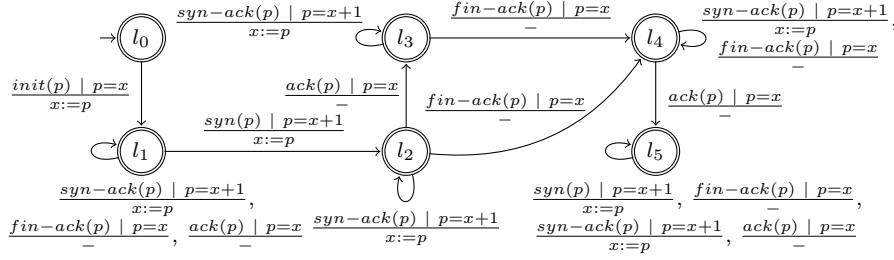 l₀
syn-ack(p) | p=x+1
x:=p
l₃
fin-ack(p) | p=x
–
l₄
syn-ack(p) | p=x+1
x:=p ,
fin-ack(p) | p=x
–
init(p) | p=x
x:=p
ack(p) | p=x
–
fin-ack(p) | p=x
–
ack(p) | p=x
–
l₁
syn(p) | p=x+1
x:=p
l₂
l₅
syn-ack(p) | p=x+1
x:=p ,
fin-ack(p) | p=x
– ,
ack(p) | p=x
–
syn-ack(p) | p=x+1
x:=p
syn(p) | p=x+1
x:=p ,
fin-ack(p) | p=x
– ,
syn-ack(p) | p=x+1
x:=p ,
ack(p) | p=x
–